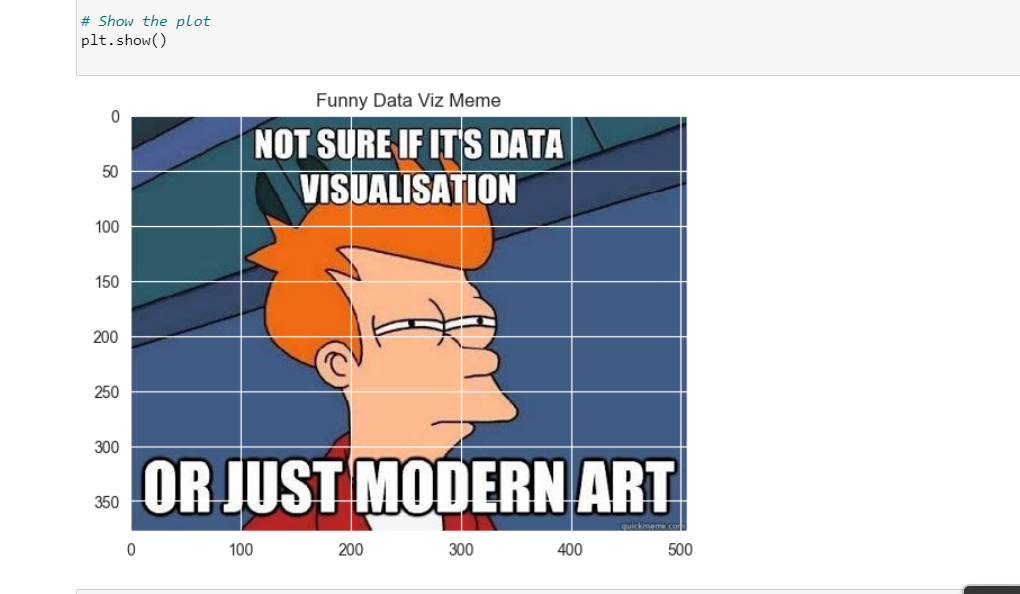 # Show the plot
plt.show()
Funny Data Viz Meme
0
NOT SURE IF IT'S DATA
50
VISUALISATION
100
150
200
250
300
OR JUST MODERN ART
350
quickmeme.com
0 100 200 300 400 500